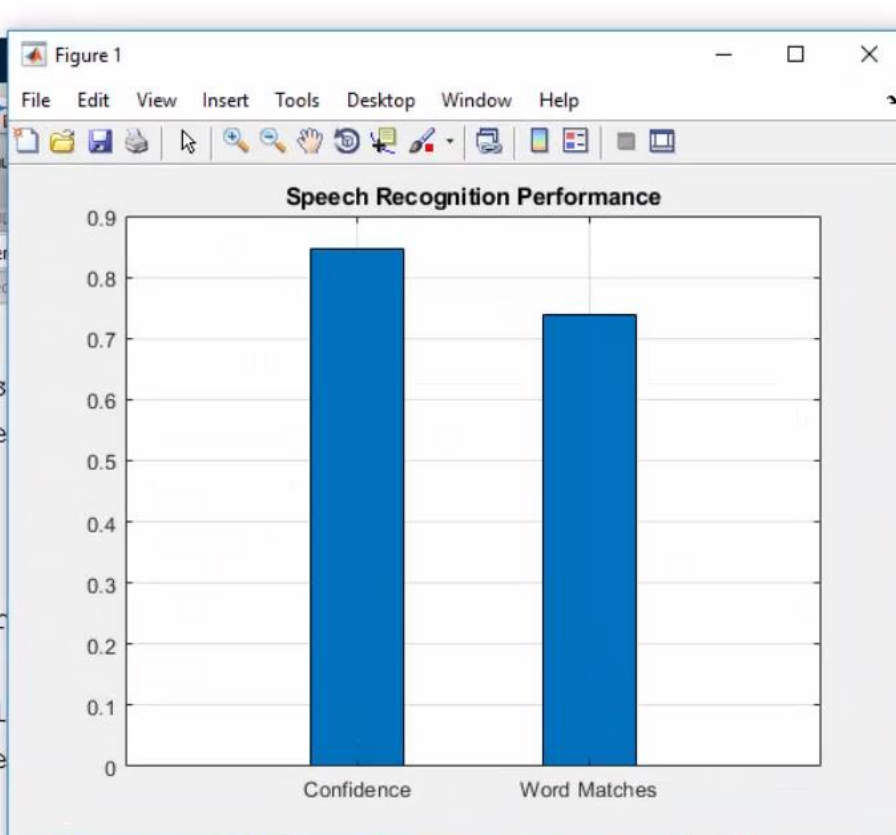 Figure 1
File Edit View Insert Tools Desktop Window Help
Speech Recognition Performance
0.9
0.8
0.7
0.6
0.5
0.4
0.3
0.2
0.1
0
Confidence Word Matches